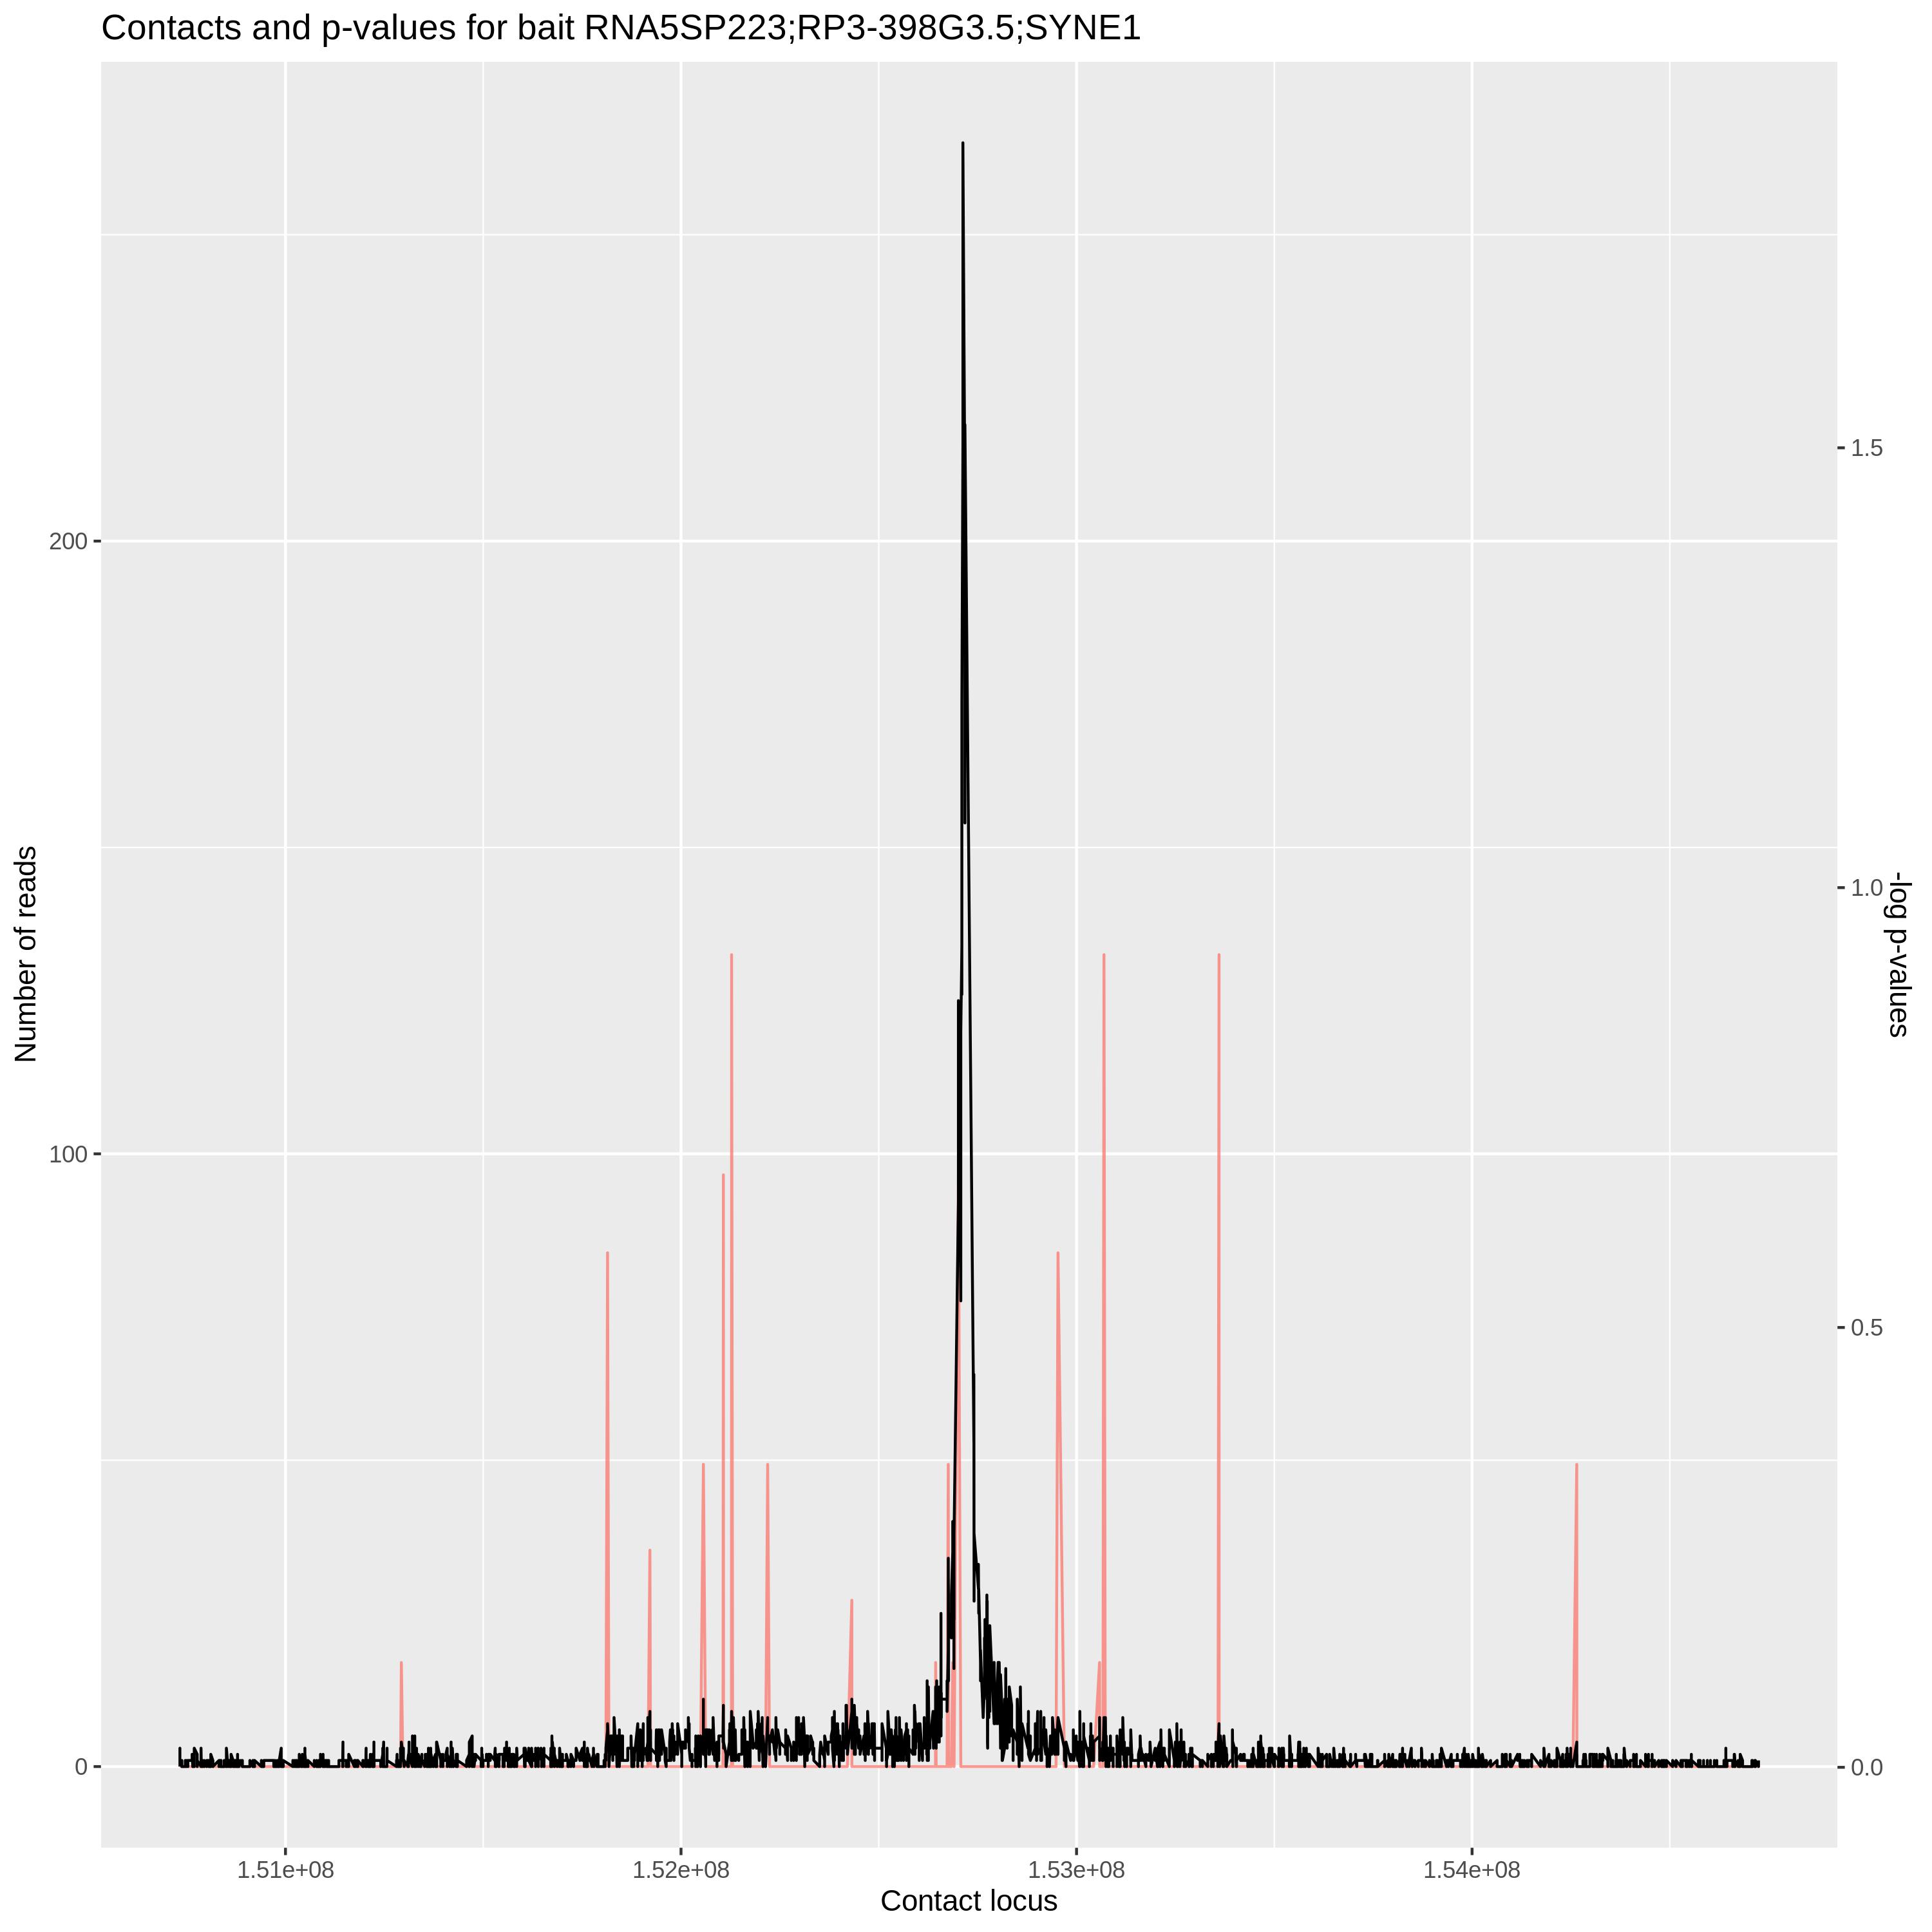 Contacts and p-values for bait RNA5SP223;RP3-398G3.5;SYNE1
Number of reads
200
100
0
1.5
1.0
0.5
0.0
-log p-values
1.51e+08
1.52e+08
1.53e+08
1.54e+08
Contact locus